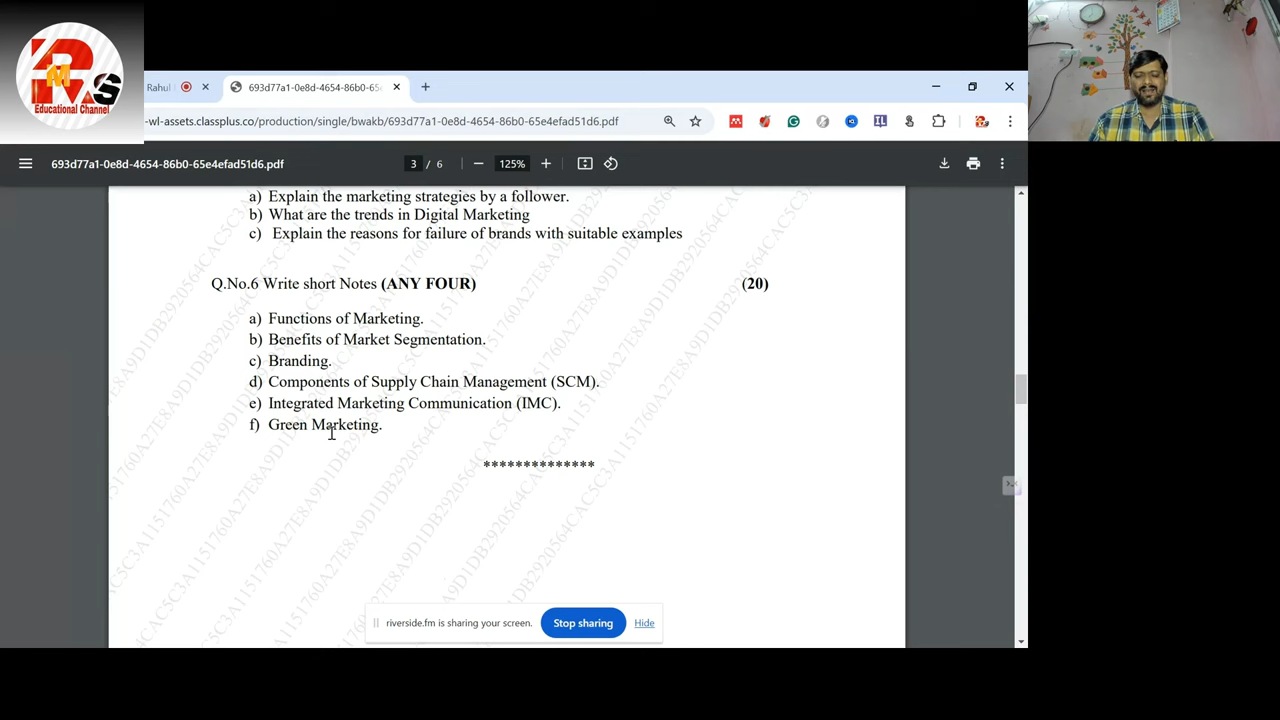 RMS
Educational Channel
Rahul
693d77a1-0e8d-4654-86b0-65e
-wl-assets.classplus.co/production/single/bwakb/693d77a1-0e8d-4654-86b0-65e4efad51d6.pdf
693d77a1-0e8d-4654-86b0-65e4efad51d6.pdf
3 / 6
125%
a) Explain the marketing strategies by a follower.
b) What are the trends in Digital Marketing
c) Explain the reasons for failure of brands with suitable examples
Q.No.6 Write short Notes (ANY FOUR) (20)
a) Functions of Marketing.
b) Benefits of Market Segmentation.
c) Branding.
d) Components of Supply Chain Management (SCM).
e) Integrated Marketing Communication (IMC).
f) Green Marketing.
**************
riverside.fm is sharing your screen.
Stop sharing
Hide